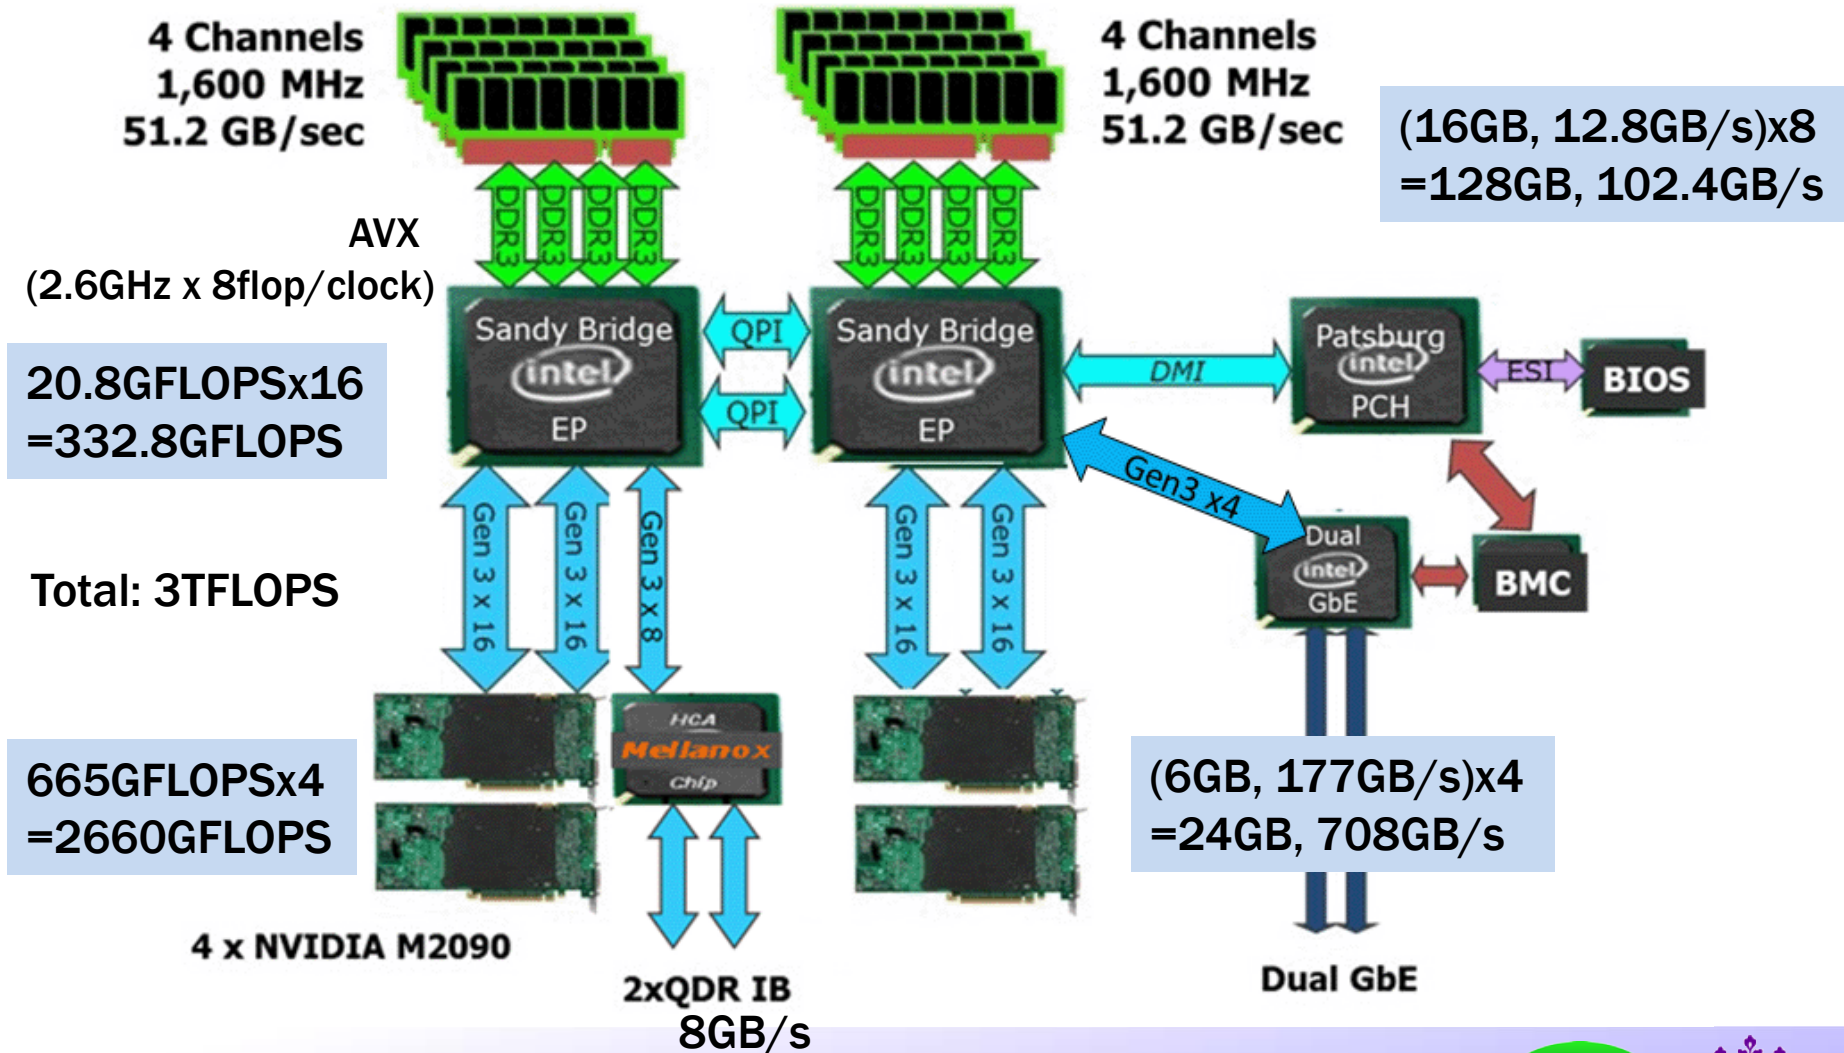 4 Channels
1,600 MHz
51.2 GB/sec
4 Channels
1,600 MHz
51.2 GB/sec
(16GB, 12.8GB/s)x8
=128GB, 102.4GB/s
DDR3
DDR3
DDR3
DDR3
DDR3
DDR3
DDR3
DDR3
AVX
(2.6GHz x 8flop/clock)
Sandy Bridge
intel
EP
QPI
QPI
Sandy Bridge
intel
EP
DMI
Patsburg
intel
PCH
ESI
BIOS
20.8GFLOPSx16
=332.8GFLOPS
Gen 3 x 16
Gen 3 x 16
Gen 3 x 8
Gen 3 x 16
Gen 3 x 16
Gen3 x4
Dual
intel
GbE
BMC
Total: 3TFLOPS
HCA
Mellanox
Chip
665GFLOPSx4
=2660GFLOPS
(6GB, 177GB/s)x4
=24GB, 708GB/s
4 x NVIDIA M2090
2xQDR IB
8GB/s
Dual GbE